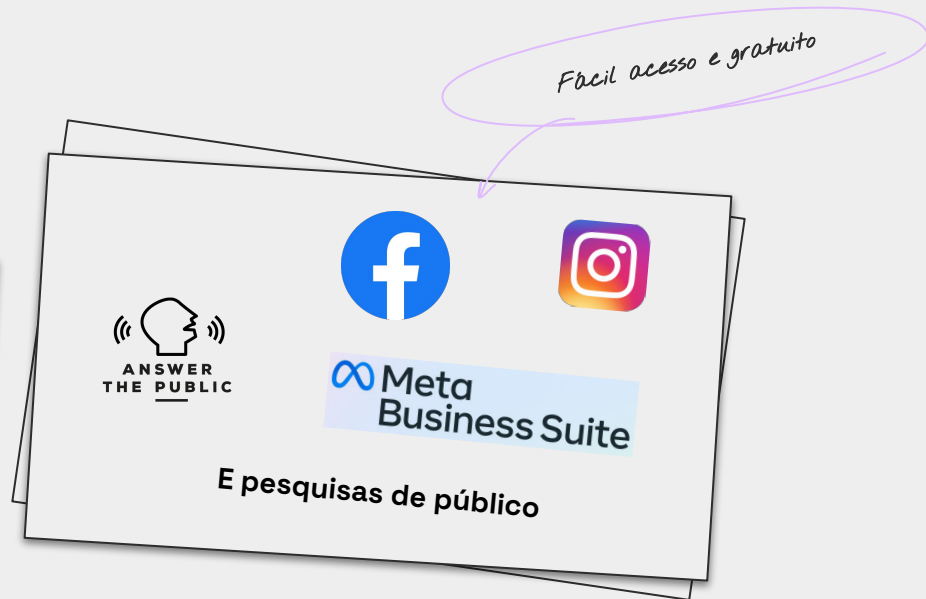 Fácil acesso e gratuito
ANSWER
THE PUBLIC
Meta
Business Suite
E pesquisas de público